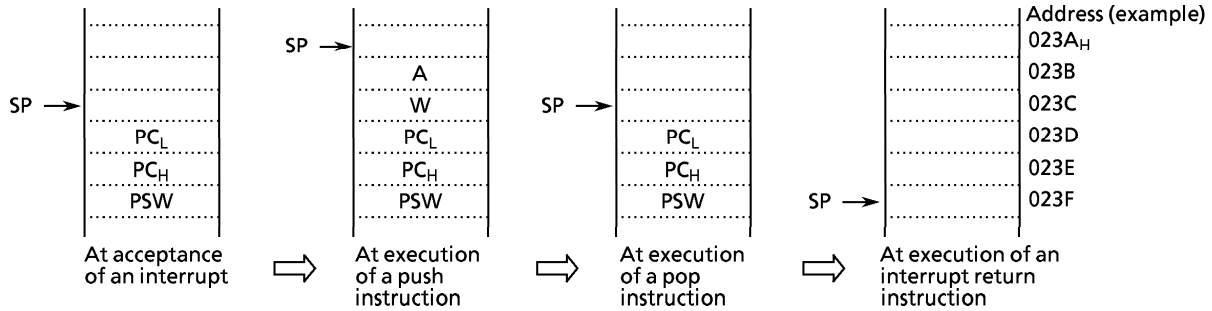 Address (example)
SP
023AH
A
023B
SP
W
SP
023C
PCL
PCL
PCL
023D
PCH
PCH
PCH
023E
PSW
PSW
PSW
SP
023F
At acceptance
of an interrupt
At execution
of a push
instruction
At execution
of a pop
instruction
At execution of an
interrupt return
instruction